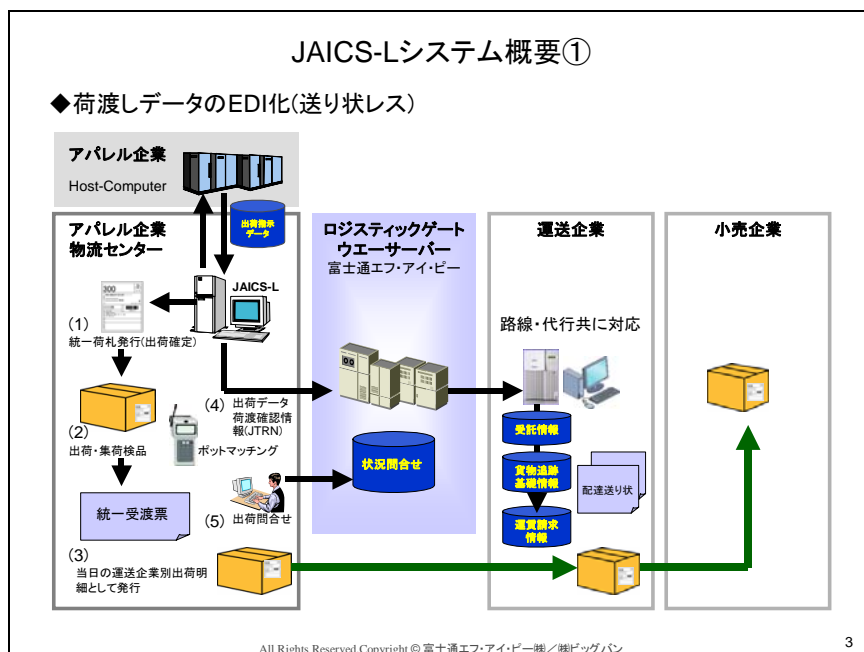 JAICS-Lシステム概要①
◆荷渡しデータのEDI化(送り状レス)
アパレル企業
Host-Computer
出荷指示
データ
アパレル企業
物流センター
JAICS-L
300
(1)
統一荷札発行(出荷確定)
(2)
出荷・集荷検品
ポットマッチング
統一受渡票
(3)
当日の運送企業別出荷明
細として発行
(4)
出荷データ
荷渡確認情
報(JTRN)
(5)
出荷問合せ
ロジスティックゲート
ウエーサーバー
富士通エフ・アイ・ピー
状況問合せ
運送企業
路線・代行共に対応
受託情報
貨物追跡
基礎情報
運賃請求
情報
配達送り状
小売企業
All Rights Reserved,Copyright © 富士通エフ・アイ・ピー㈱／㈱ビッグバン
3